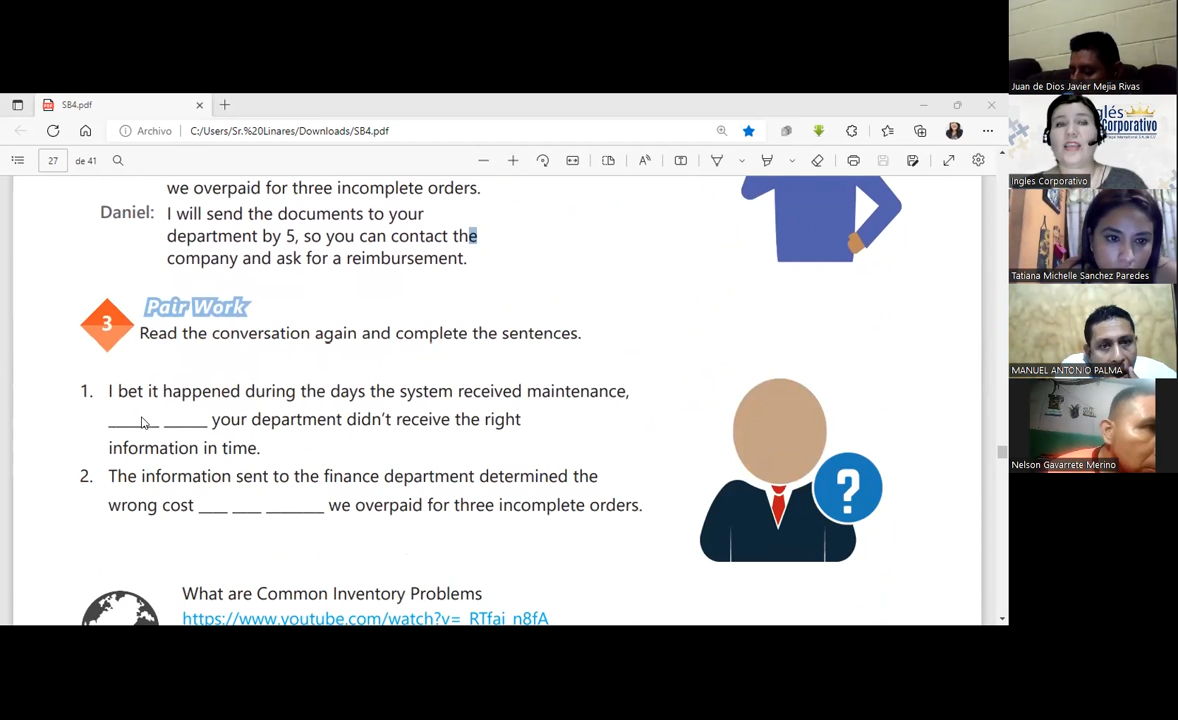 SB4.pdf
Archivo
C:/Users/Sr.%20Linares/Downloads/SB4.pdf
27
de 41
we overpaid for three incomplete orders.
Daniel: I will send the documents to your
department by 5, so you can contact the
company and ask for a reimbursement.
3
Pair Work
Read the conversation again and complete the sentences.
1. I bet it happened during the days the system received maintenance,
______ _____ your department didn't receive the right
information in time.
2. The information sent to the finance department determined the
wrong cost ___ ___ ______ we overpaid for three incomplete orders.
?
What are Common Inventory Problems
https://www.youtube.com/watch?v=_RTfai_n8fA
Juan de Dios Javier Mejia Rivas
Corporativo
Ingles Corporativo
Tatiana Michelle Sanchez Paredes
MANUEL ANTONIO PALMA
Nelson Gavarrete Merino